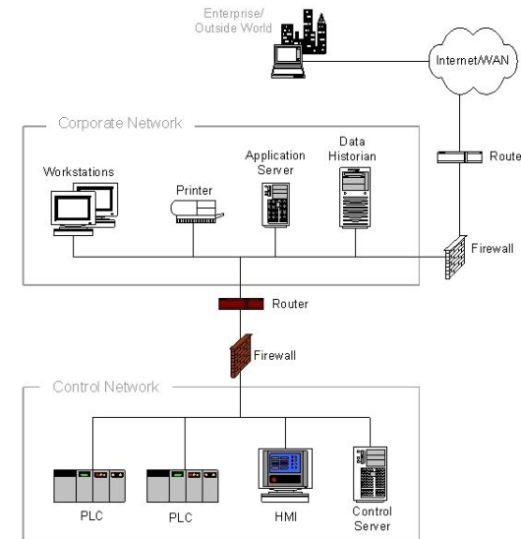 Enterprise/
Outside World
Internet/WAN
Corporate Network
Data
Historian
Application
Server
Route
Workstations
Printer
Firewall
Router
Firewall
Control Network
PLC
PLC
HMI
Control
Server